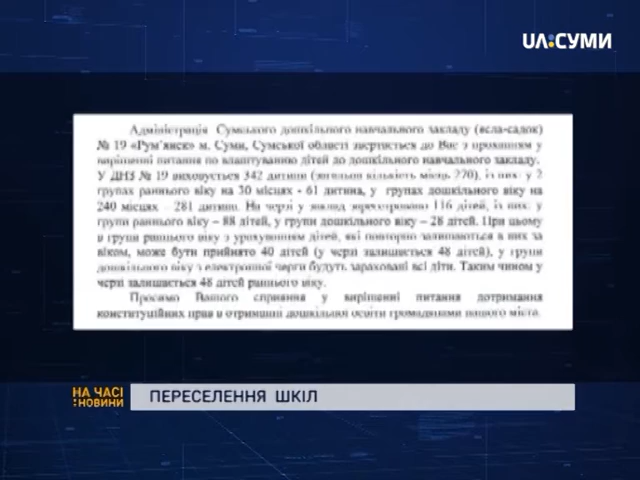 UA:СУМИ
Адміністрація Сумського дошкільного навчального закладу (ясла-садок)
№ 19 «Рум'янек» м. Суми, Сумської області звертається до Вас з проханням у
вирішенні питання по влаштуванню дітей до дошкільного навчального закладу.
У ДНЗ № 19 виховується 342 дитини (загальна кількість місць 270), із них: у 2
групах раннього віку на 30 місцях - 61 дитина, у групах дошкільного віку на
240 місцях - 281 дитина. На черзі у заклад зареєстровано 116 дітей, із них: у
групи раннього віку – 88 дітей, у групи дошкільного віку – 28 дітей. При цьому
в групи раннього віку з урахуванням дітей, які повторно залишаються в них за
віком, може бути прийнято 40 дітей (у черзі залишається 48 дітей), у групи
дошкільного віку з електронної черги будуть зараховані всі діти. Таким чином у
черзі залишається 48 дітей раннього віку.
Просимо Вашого сприяння у вирішенні питання дотримання
конституційних прав в отриманні дошкільної освіти громадянами нашого міста.
НА ЧАСІ
:НОВИНИ
ПЕРЕСЕЛЕННЯ ШКІЛ